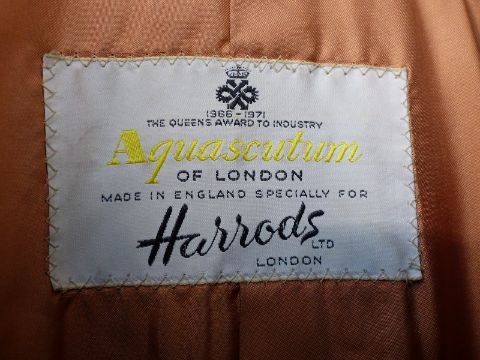 1966-1971
THE QUEEN'S AWARD TO INDUSTRY
Aquascutum
OF LONDON
MADE IN ENGLAND SPECIALLY FOR
Harrods LTD
LONDON